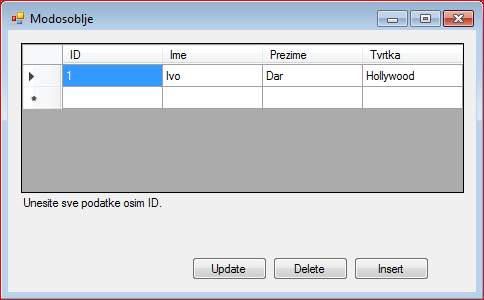 Modosoblje
ID Ime Prezime Tvrtka
1 Ivo Dar Hollywood
*
Unesite sve podatke osim ID.
Update Delete Insert